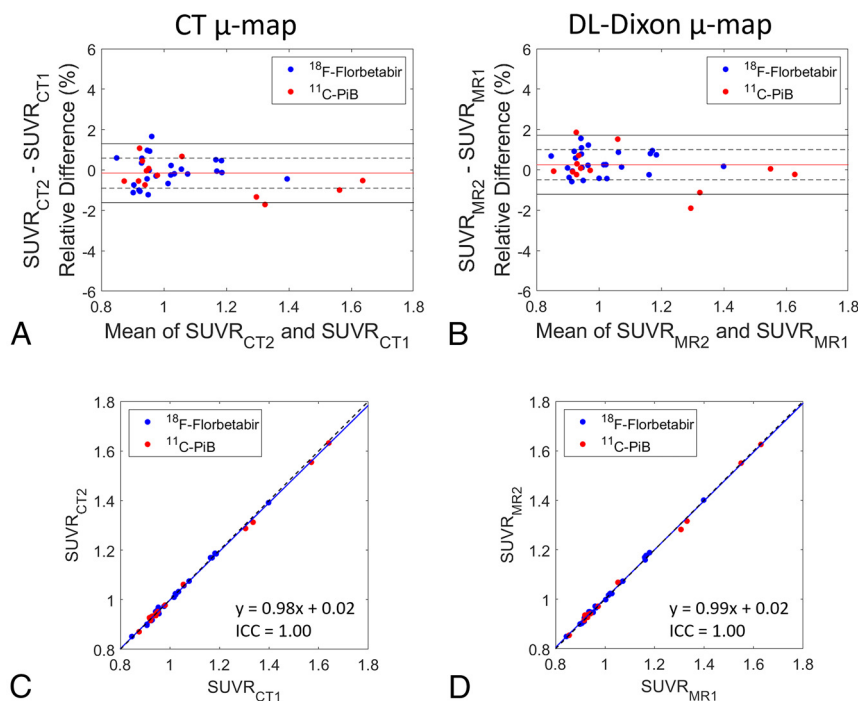 CT μ-map
DL-Dixon μ-map
SUVR_CT2 - SUVR_CT1
Relative Difference (%)
6
4
2
0
-2
-4
-6
18F-Florbetabir
11C-PiB
0.8 1 1.2 1.4 1.6 1.8
A
Mean of SUVR_CT2 and SUVR_CT1
SUVR_MR2 - SUVR_MR1
Relative Difference (%)
6
4
2
0
-2
-4
-6
18F-Florbetabir
11C-PiB
0.8 1 1.2 1.4 1.6 1.8
B
Mean of SUVR_MR2 and SUVR_MR1
SUVR_CT2
1.8
1.6
1.4
1.2
1
0.8
18F-Florbetabir
11C-PiB
y = 0.98x + 0.02
ICC = 1.00
0.8 1 1.2 1.4 1.6 1.8
C
SUVR_CT1
SUVR_MR2
1.8
1.6
1.4
1.2
1
0.8
18F-Florbetabir
11C-PiB
y = 0.99x + 0.02
ICC = 1.00
0.8 1 1.2 1.4 1.6 1.8
D
SUVR_MR1